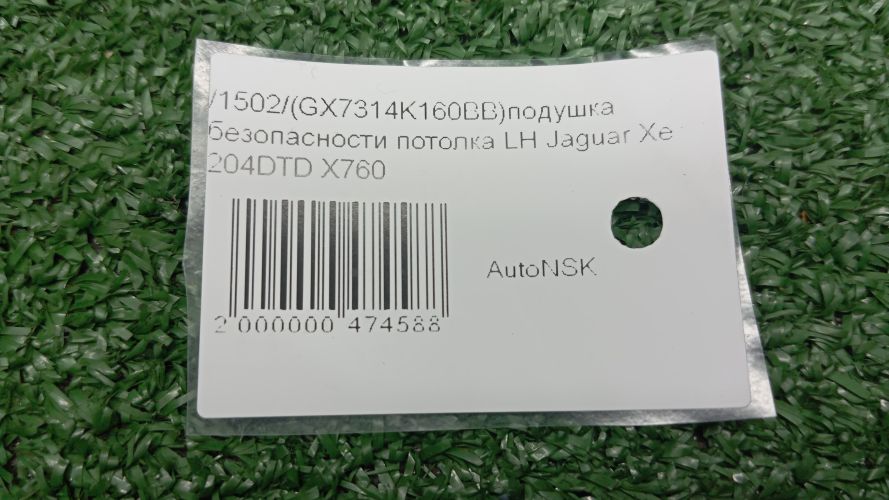 /1502/(GX7314K160BB)подушка
безопасности потолка LH Jaguar Xe
204DTD X760
AutoNSK
2 000000 474588